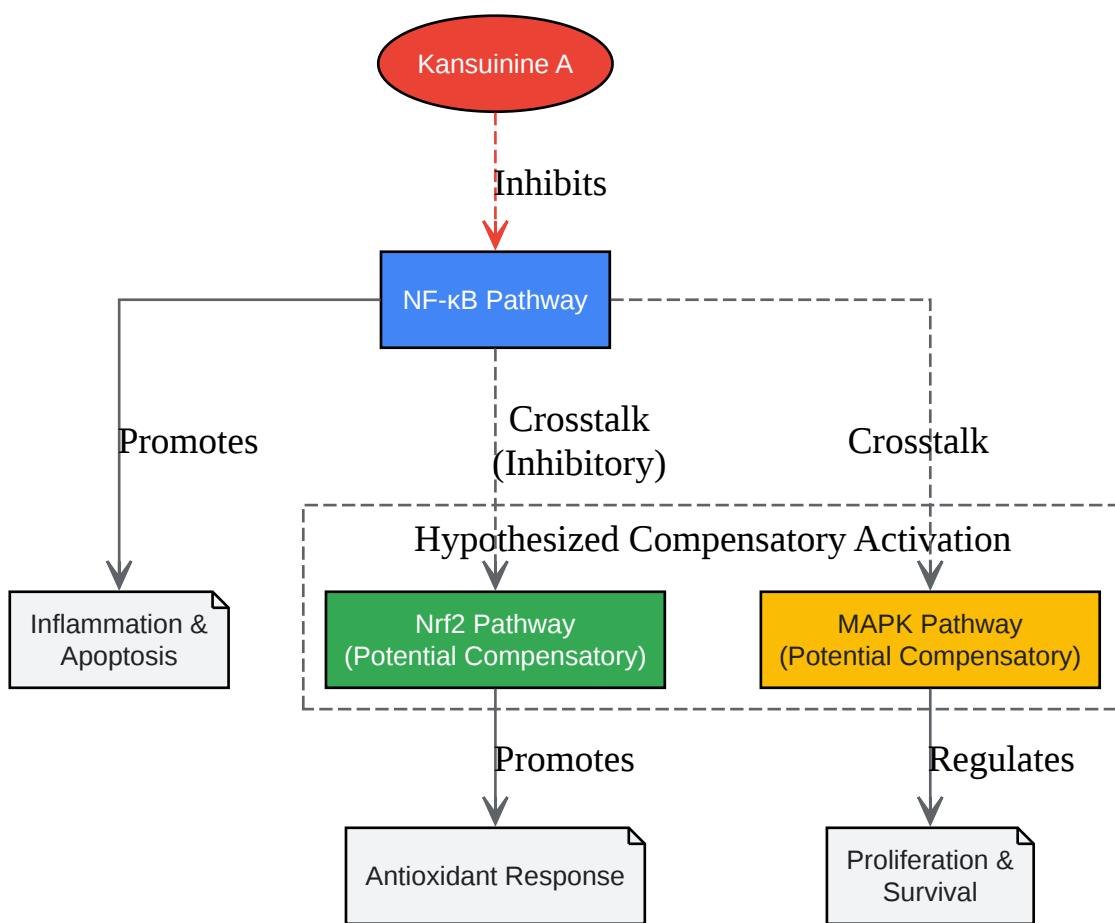 Kansuinine A
Inhibits
NF-κB Pathway
Promotes
Crosstalk
(Inhibitory)
Crosstalk
Hypothesized Compensatory Activation
Inflammation &
Apoptosis
Nrf2 Pathway
(Potential Compensatory)
MAPK Pathway
(Potential Compensatory)
Promotes
Regulates
Antioxidant Response
Proliferation &
Survival